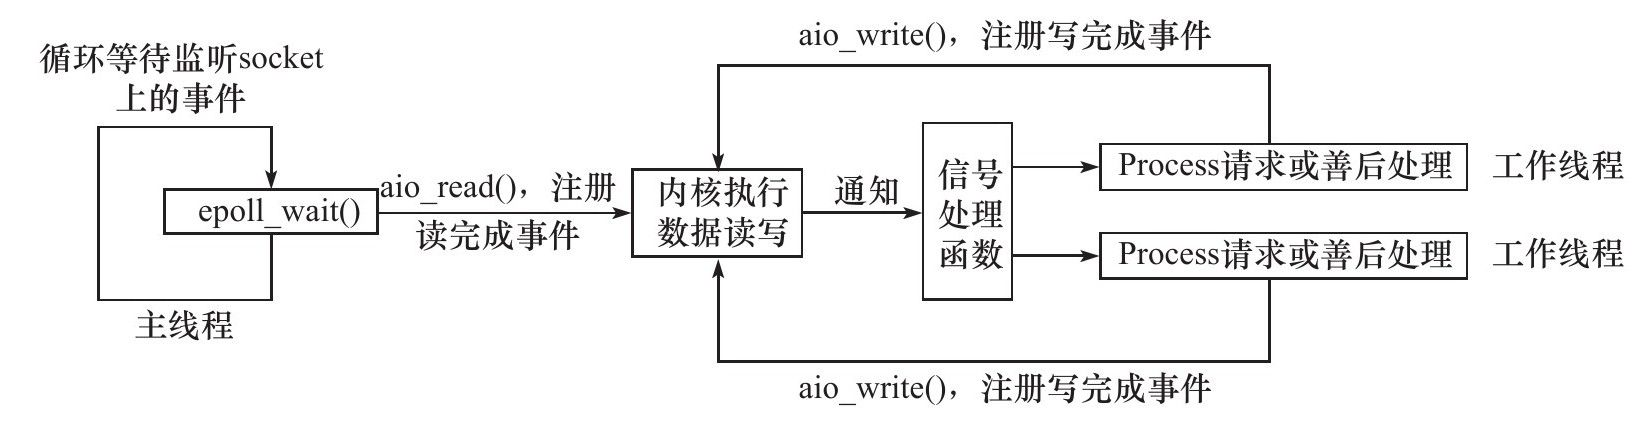 循环等待监听socket
上的事件
epoll_wait()
主线程
aio_read()，注册
读完成事件
内核执行
数据读写
通知
信号
处理
函数
aio_write()，注册写完成事件
Process请求或善后处理
工作线程
Process请求或善后处理
工作线程
aio_write()，注册写完成事件